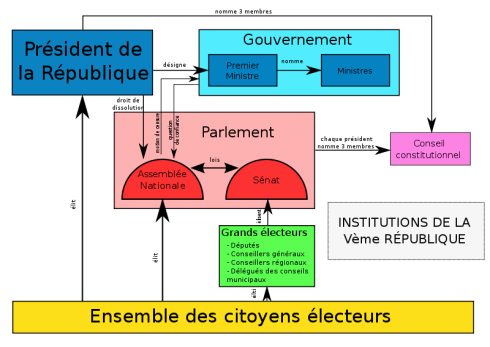 nomme 3 membres
Président de
la République
Gouvernement
désigne
Premier
Ministre
nomme
Ministres
droit de
dissolution
motion de censure
question
de confiance
Parlement
chaque président
nomme 3 membres
Conseil
constitutionnel
Assemblée
Nationale
lois
Sénat
élit
élit
élisent
Grands électeurs
- Députés
- Conseillers généraux
- Conseillers régionaux
- Délégués des conseils
municipaux
INSTITUTIONS DE LA
Vème RÉPUBLIQUE
élit
Ensemble des citoyens électeurs